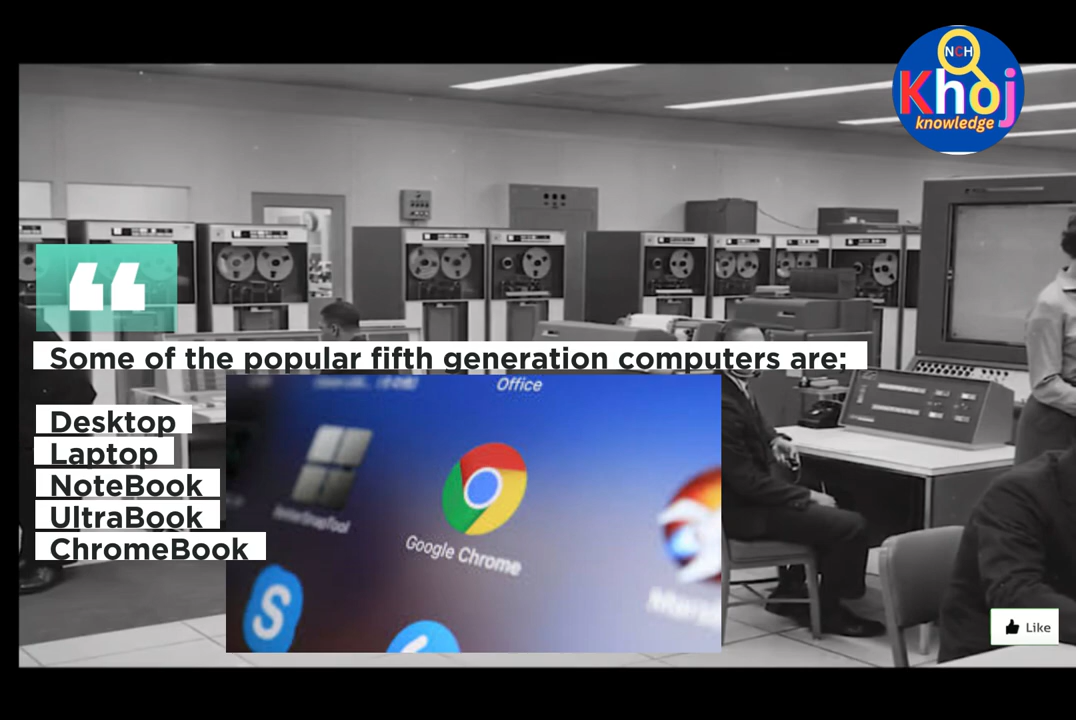 NCH
Khoj
knowledge
Some of the popular fifth generation computers are;
Office
Desktop
Laptop
NoteBook
UltraBook
ChromeBook
Google Chrome
Like